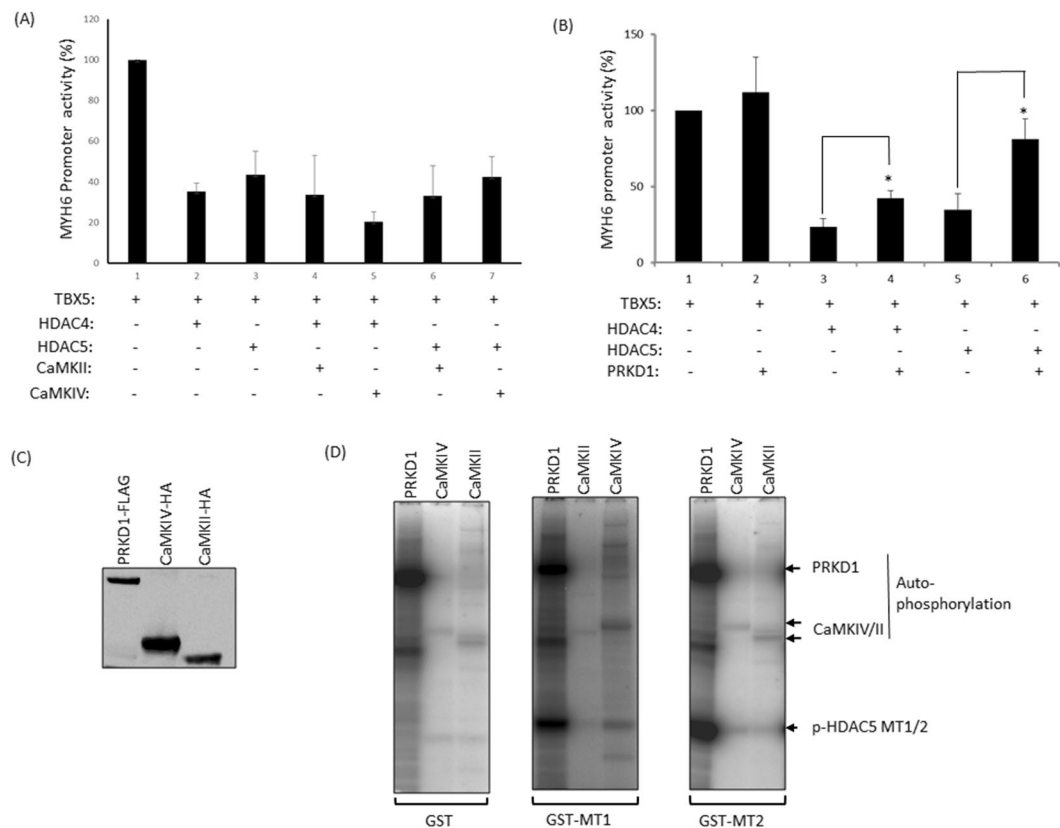 (A)
120
100
80
60
40
20
0
MYH6 Promoter activity (%)
1 2 3 4 5 6 7
TBX5: + + + + + + +
HDAC4: - + - + + - -
HDAC5: - - + - - + +
CaMKII: - - - + - + -
CaMKIV: - - - - + - +
(B)
150
100
50
0
MYH6 promoter activity (%)
* *
1 2 3 4 5 6
TBX5: + + + + + +
HDAC4: - - + + - -
HDAC5: - - - - + +
PRKD1: - + - + - +
(C)
PRKD1-FLAG
CaMKIV-HA
CaMKII-HA
(D)
PRKD1
CaMKIV
CaMKII
PRKD1
CaMKII
CaMKIV
PRKD1
CaMKIV
CaMKII
PRKD1
Auto-
phosphorylation
CaMKIV/II
p-HDAC5 MT1/2
GST
GST-MT1
GST-MT2